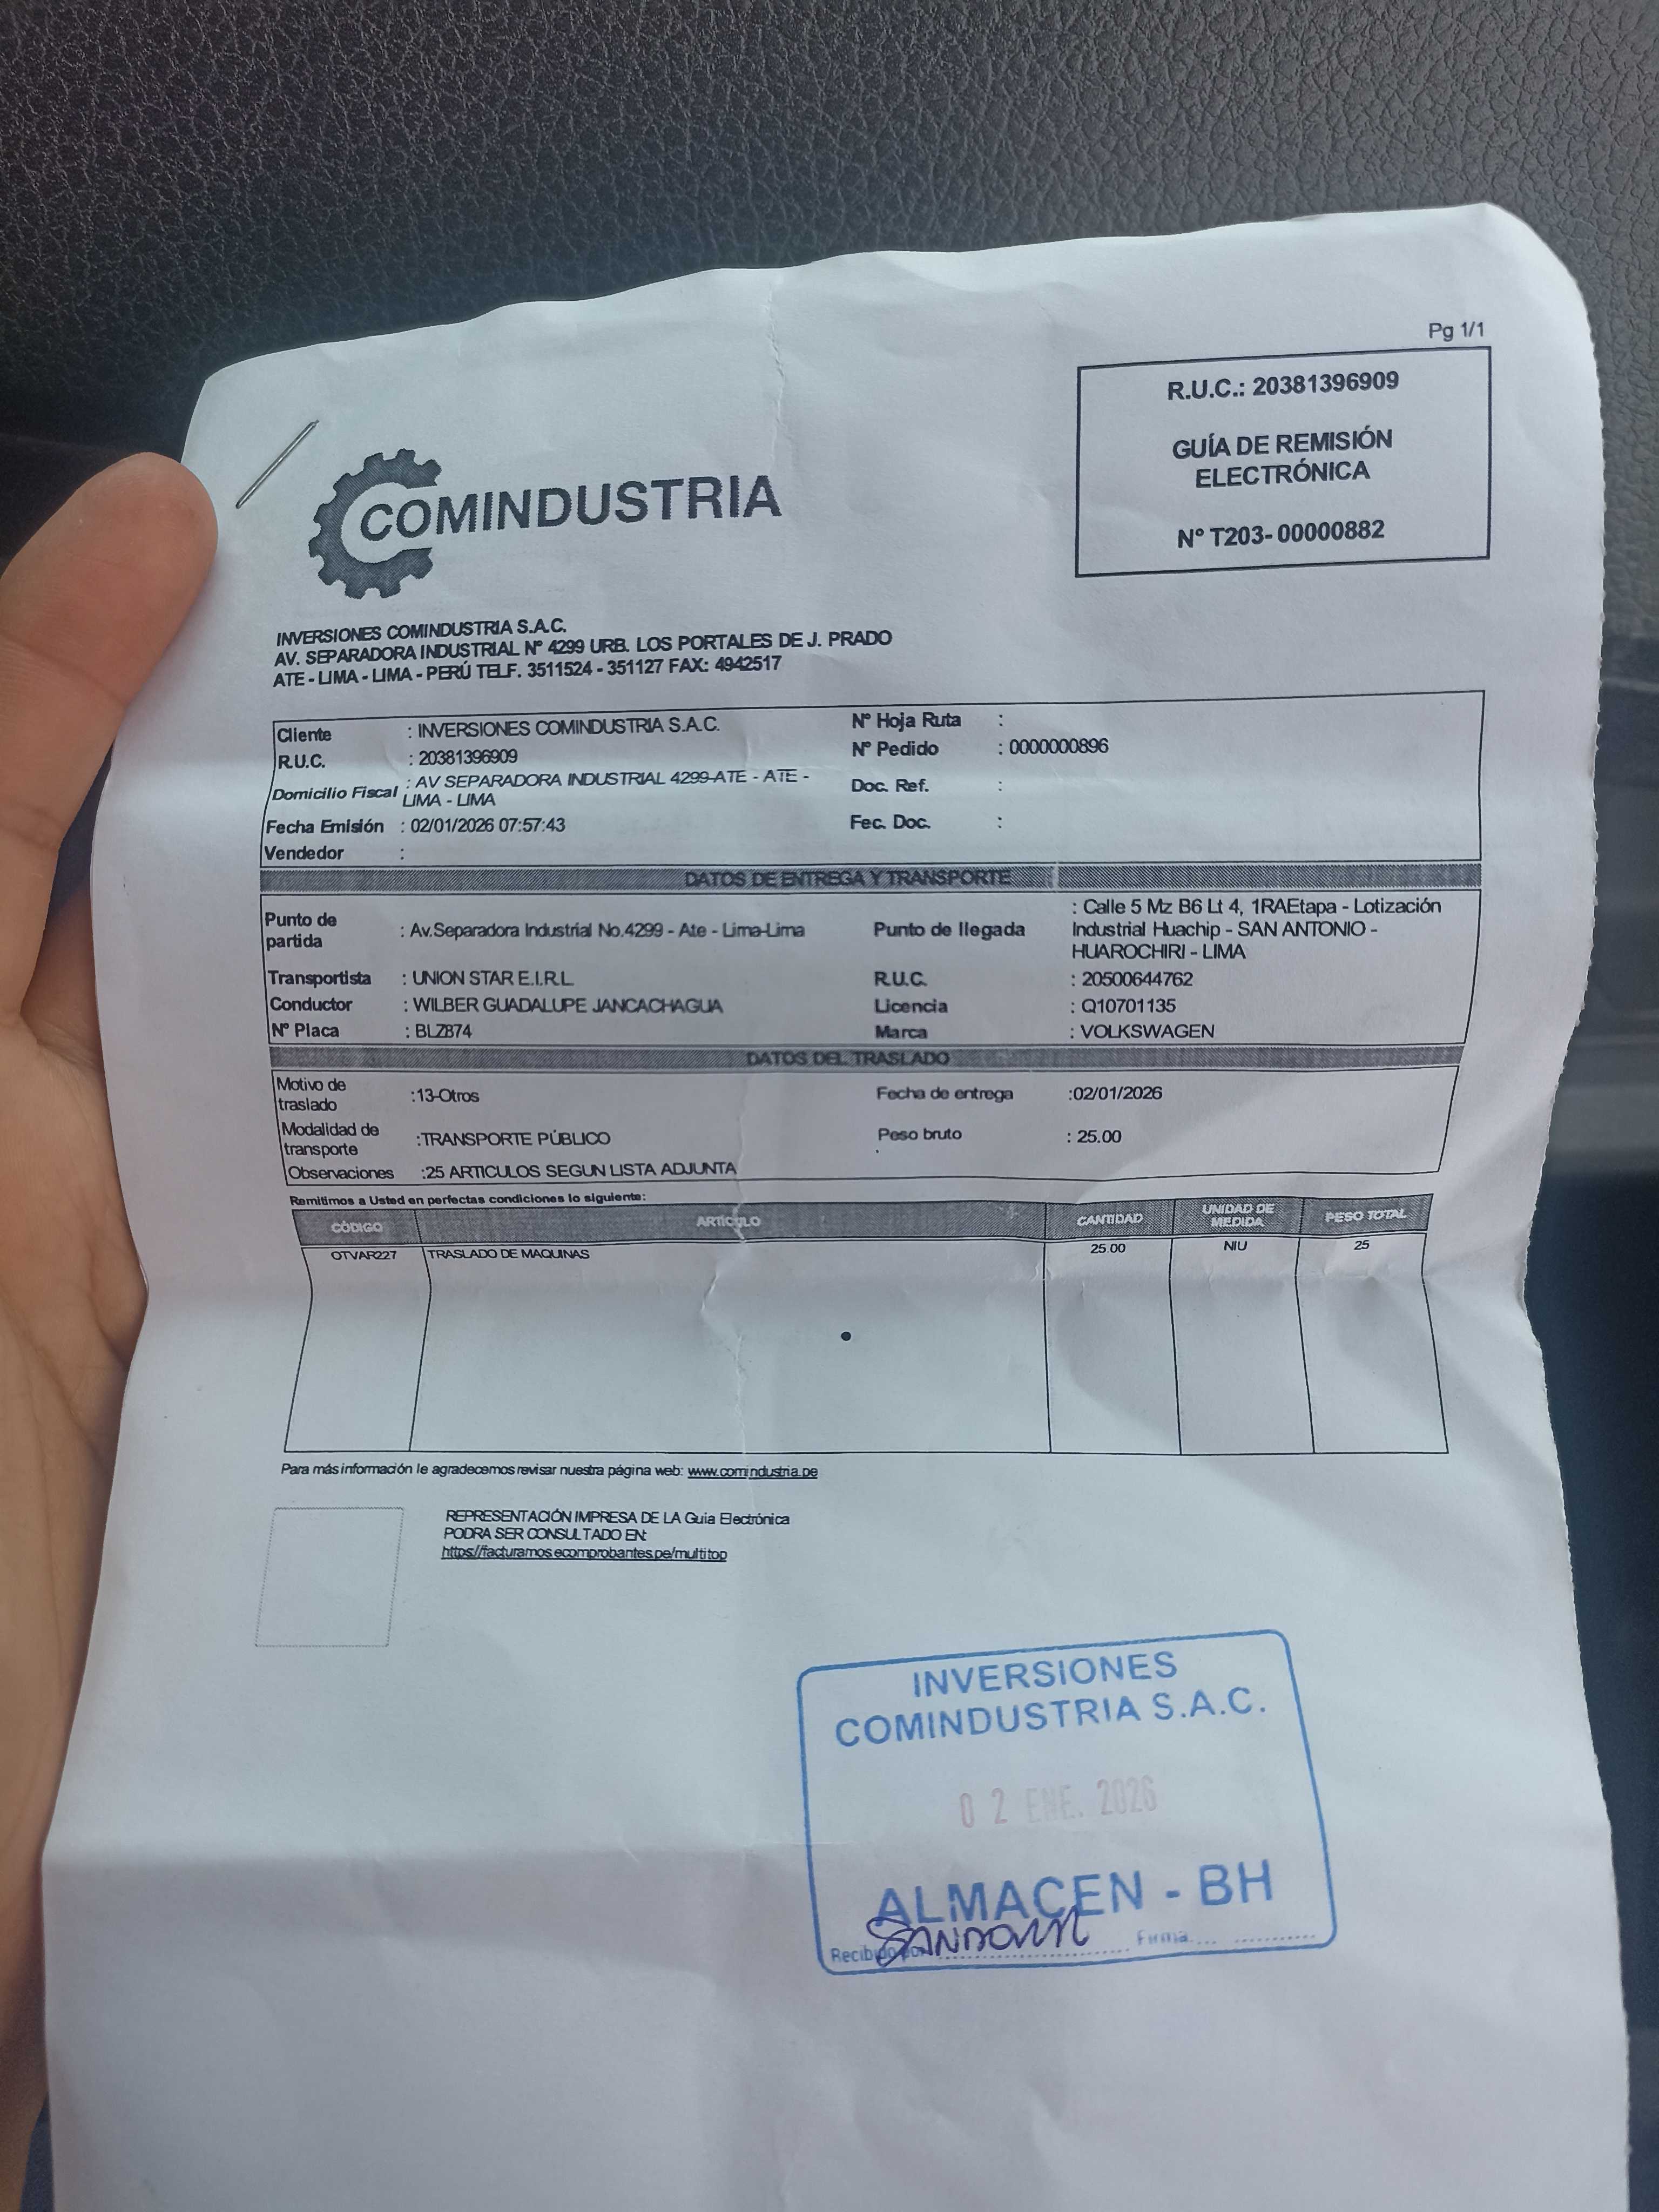 Pg 1/1
R.U.C.: 20381396909
GUÍA DE REMISIÓN
ELECTRÓNICA
N° T203- 00000882
COMINDUSTRIA
INVERSIONES COMINDUSTRIA S.A.C.
AV. SEPARADORA INDUSTRIAL N° 4299 URB. LOS PORTALES DE J. PRADO
ATE - LIMA - LIMA - PERÚ TELF. 3511524 - 351127 FAX: 4942517
Cliente : INVERSIONES COMINDUSTRIA S.A.C. N° Hoja Ruta :
R.U.C. : 20381396909 N° Pedido : 0000000896
Domicilio Fiscal : AV SEPARADORA INDUSTRIAL 4299-ATE - ATE - LIMA - LIMA Doc. Ref. :
Fecha Emisión : 02/01/2026 07:57:43 Fec. Doc. :
Vendedor :
DATOS DE ENTREGA Y TRANSPORTE
Punto de partida : Av.Separadora Industrial No.4299 - Ate - Lima-Lima Punto de llegada : Calle 5 Mz B6 Lt 4, 1RAEtapa - Lotización
Industrial Huachip - SAN ANTONIO -
HUAROCHIRI - LIMA
Transportista : UNION STAR E.I.R.L R.U.C. : 20500644762
Conductor : WILBER GUADALUPE JANCACHAGUA Licencia : Q10701135
N° Placa : BLZ874 Marca : VOLKSWAGEN
DATOS DEL TRASLADO
Motivo de traslado :13-Otros Fecha de entrega :02/01/2026
Modalidad de transporte :TRANSPORTE PÚBLICO Peso bruto : 25.00
Observaciones :25 ARTICULOS SEGUN LISTA ADJUNTA
Remitimos a Usted en perfectas condiciones lo siguiente:
CÓDIGO ARTÍCULO CANTIDAD UNIDAD DE MEDIDA PESO TOTAL
OTVAR227 TRASLADO DE MAQUINAS 25.00 NIU 25
Para más información le agradecemos revisar nuestra página web: www.comindustria.pe
REPRESENTACIÓN IMPRESA DE LA Guia Electrónica
PODRA SER CONSULTADO EN:
https://facturamos.ecomprobantes.pe/multitop
INVERSIONES
COMINDUSTRIA S.A.C.
02 ENE. 2026
ALMACEN - BH
Recibido por Firma